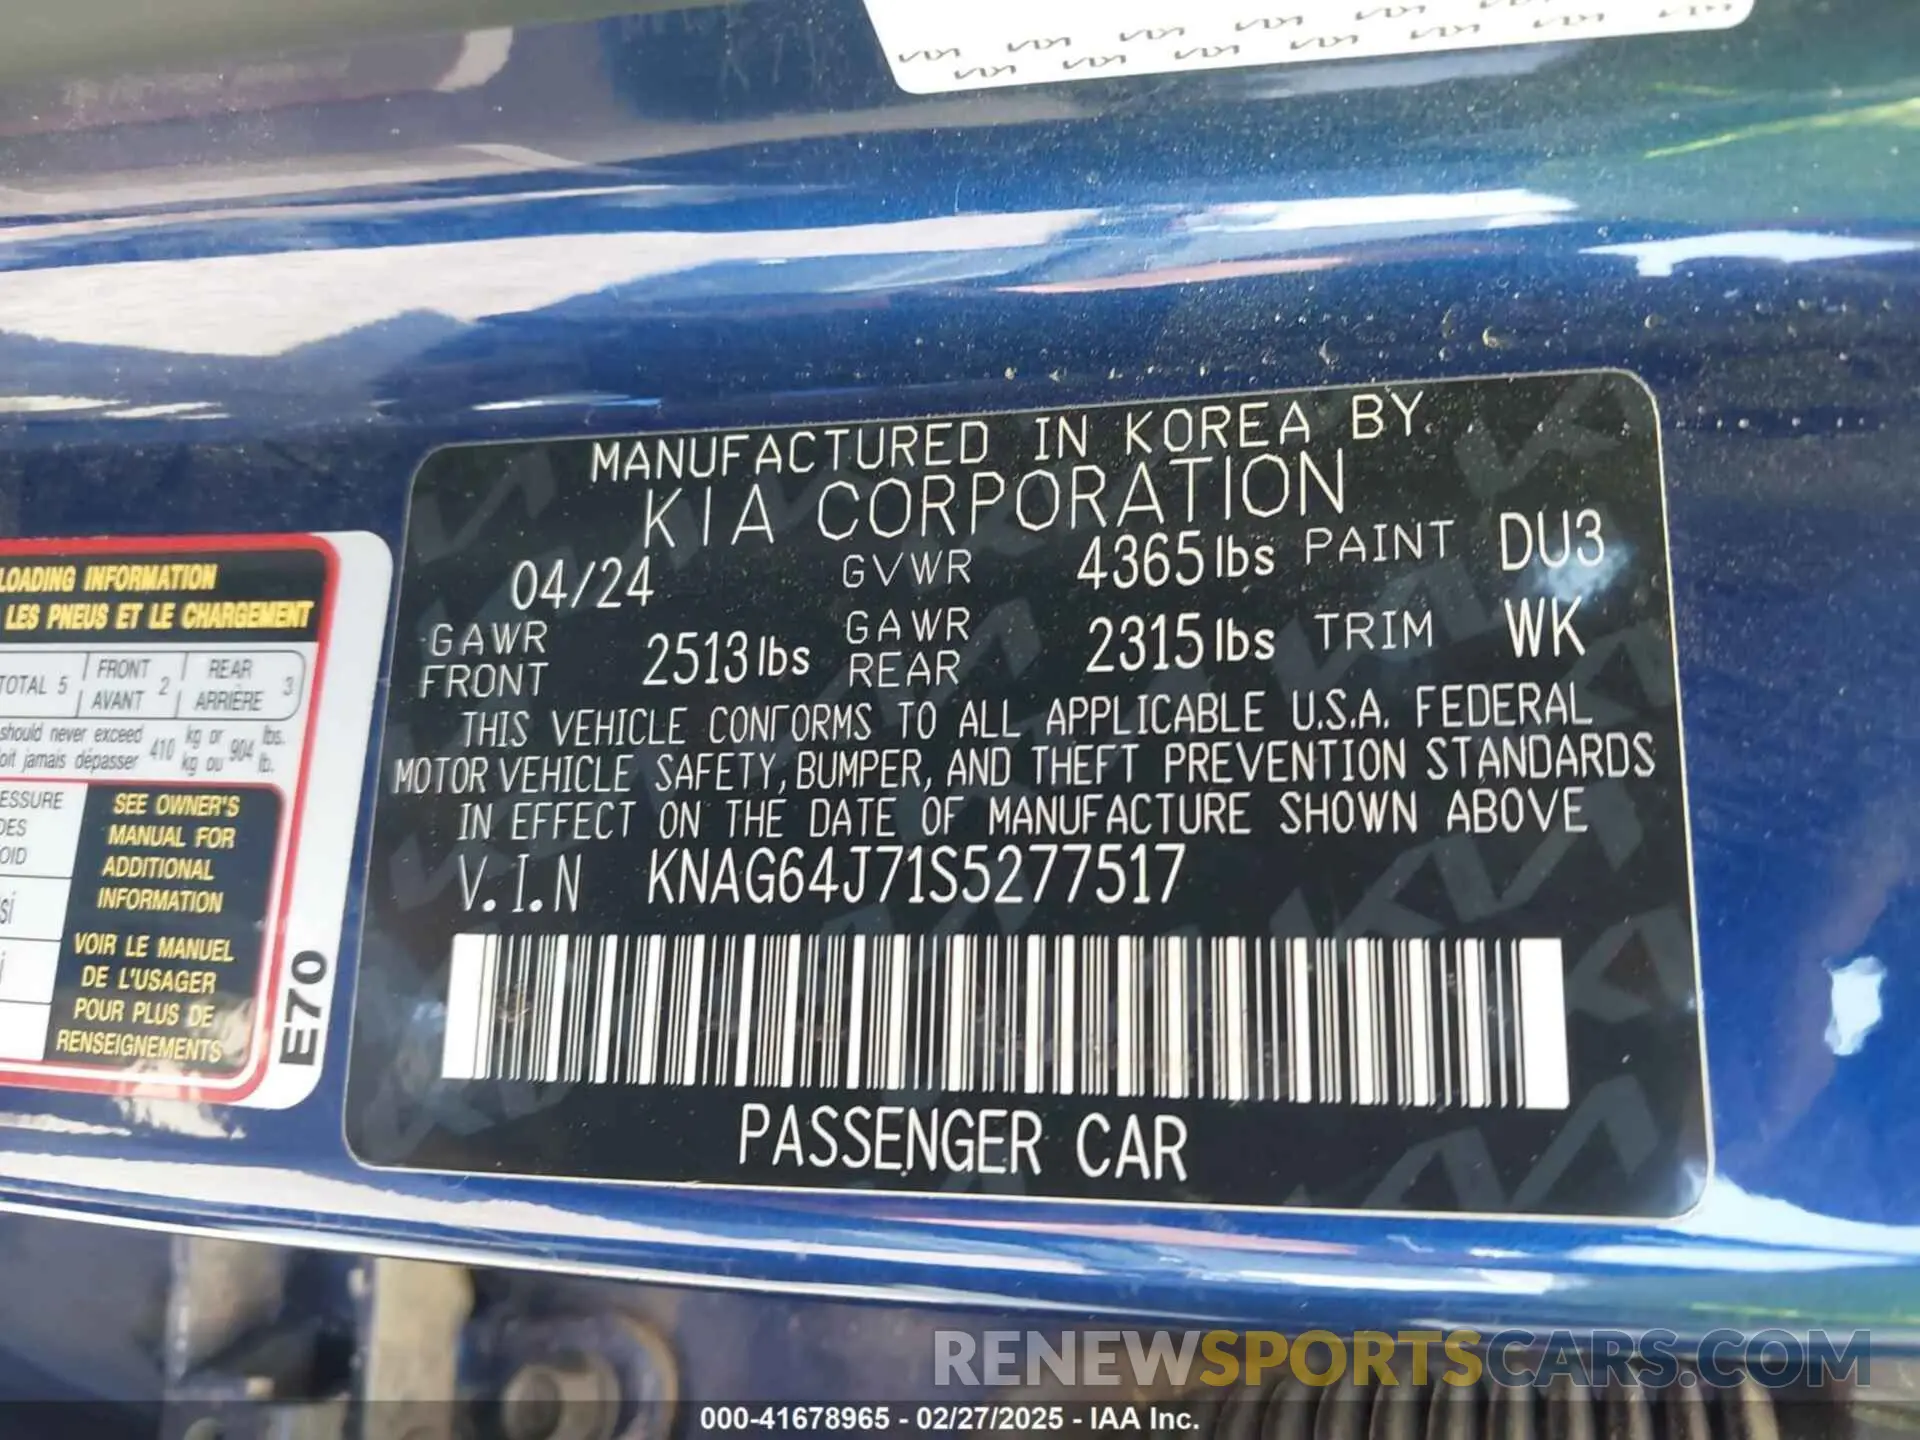 MANUFACTURED IN KOREA BY
KIA CORPORATION
04/24 GVWR 4365 lbs PAINT DU3
GAWR FRONT 2513 lbs GAWR REAR 2315 lbs TRIM WK
THIS VEHICLE CONFORMS TO ALL APPLICABLE U.S.A. FEDERAL
MOTOR VEHICLE SAFETY, BUMPER, AND THEFT PREVENTION STANDARDS
IN EFFECT ON THE DATE OF MANUFACTURE SHOWN ABOVE
V.I.N KNAG64J71S5277517
PASSENGER CAR
LOADING INFORMATION
LES PNEUS ET LE CHARGEMENT
TOTAL 5 FRONT AVANT 2 REAR ARRIÈRE 3
should never exceed 410 kg or 904 lbs.
jamais dépasser kg ou lb.
SEE OWNER'S
MANUAL FOR
ADDITIONAL
INFORMATION
VOIR LE MANUEL
DE L'USAGER
POUR PLUS DE
RENSEIGNEMENTS
E70
RENEWSPORTSCARS.COM
000-41678965 - 02/27/2025 - IAA Inc.